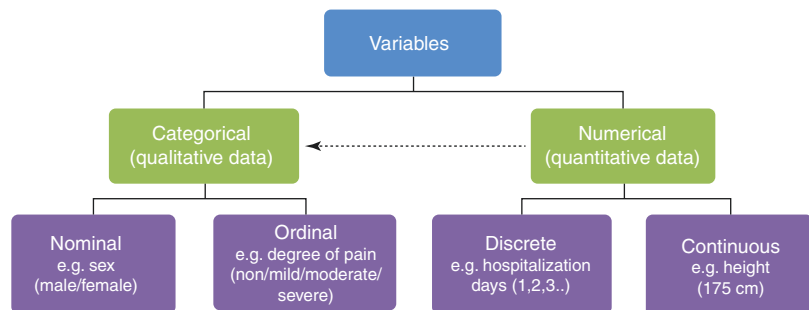 Variables
Categorical
(qualitative data)
Numerical
(quantitative data)
Nominal
e.g. sex
(male/female)
Ordinal
e.g. degree of pain
(non/mild/moderate/
severe)
Discrete
e.g. hospitalization
days (1,2,3..)
Continuous
e.g. height
(175 cm)